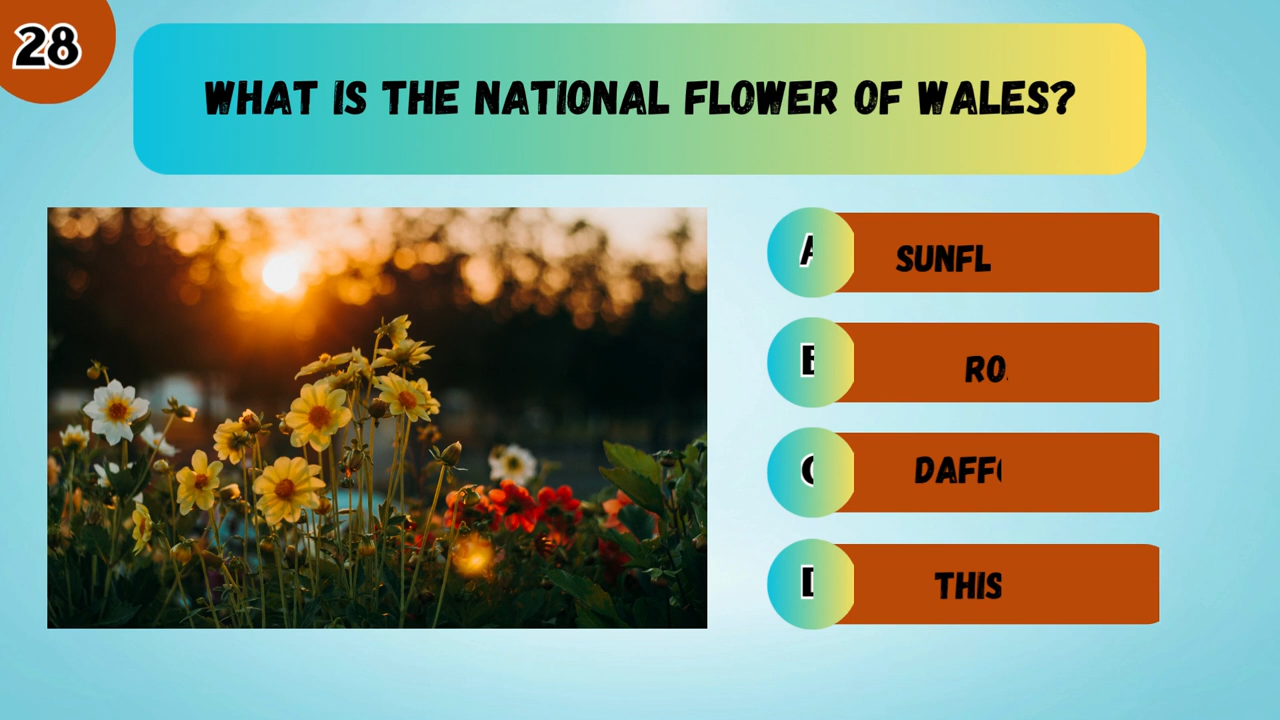 28
WHAT IS THE NATIONAL FLOWER OF WALES?
A SUNFL
B RO
C DAFF
D THIS